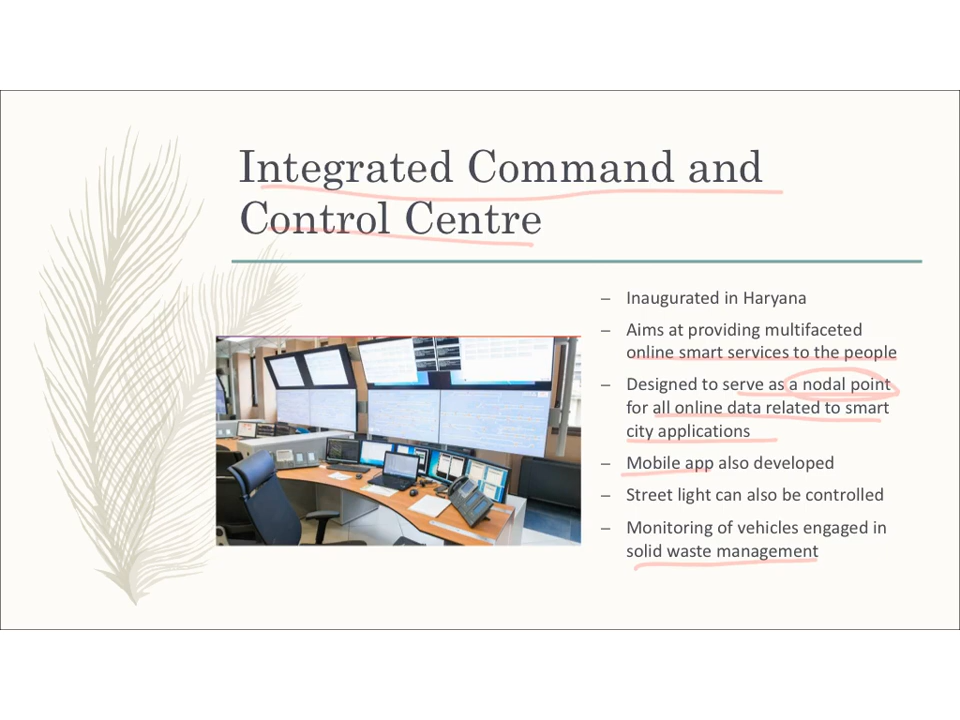 Integrated Command and
Control Centre
– Inaugurated in Haryana
– Aims at providing multifaceted
online smart services to the people
– Designed to serve as a nodal point
for all online data related to smart
city applications
– Mobile app also developed
– Street light can also be controlled
– Monitoring of vehicles engaged in
solid waste management